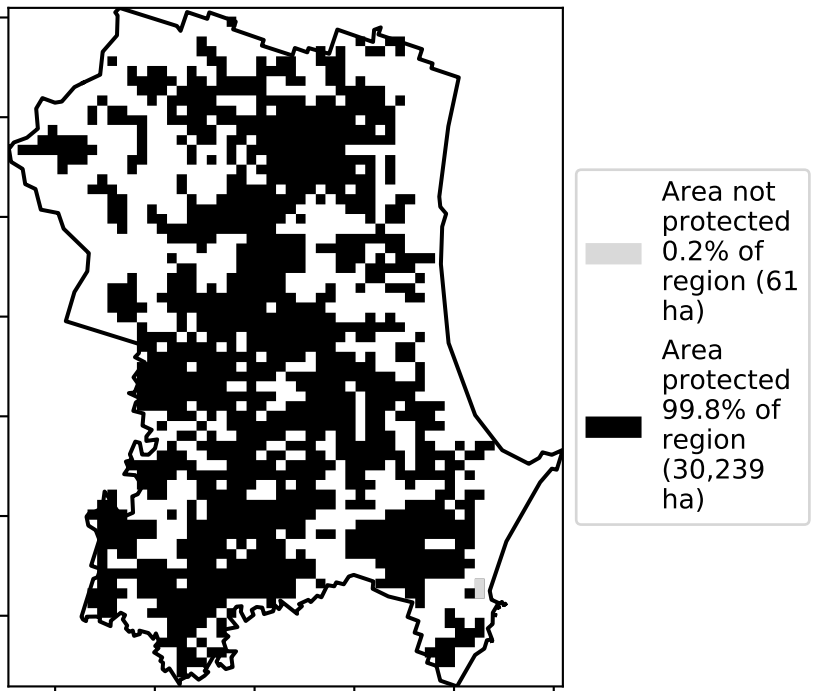 Area not
protected
0.2% of
region (61
ha)
Area
protected
99.8% of
region
(30,239
ha)